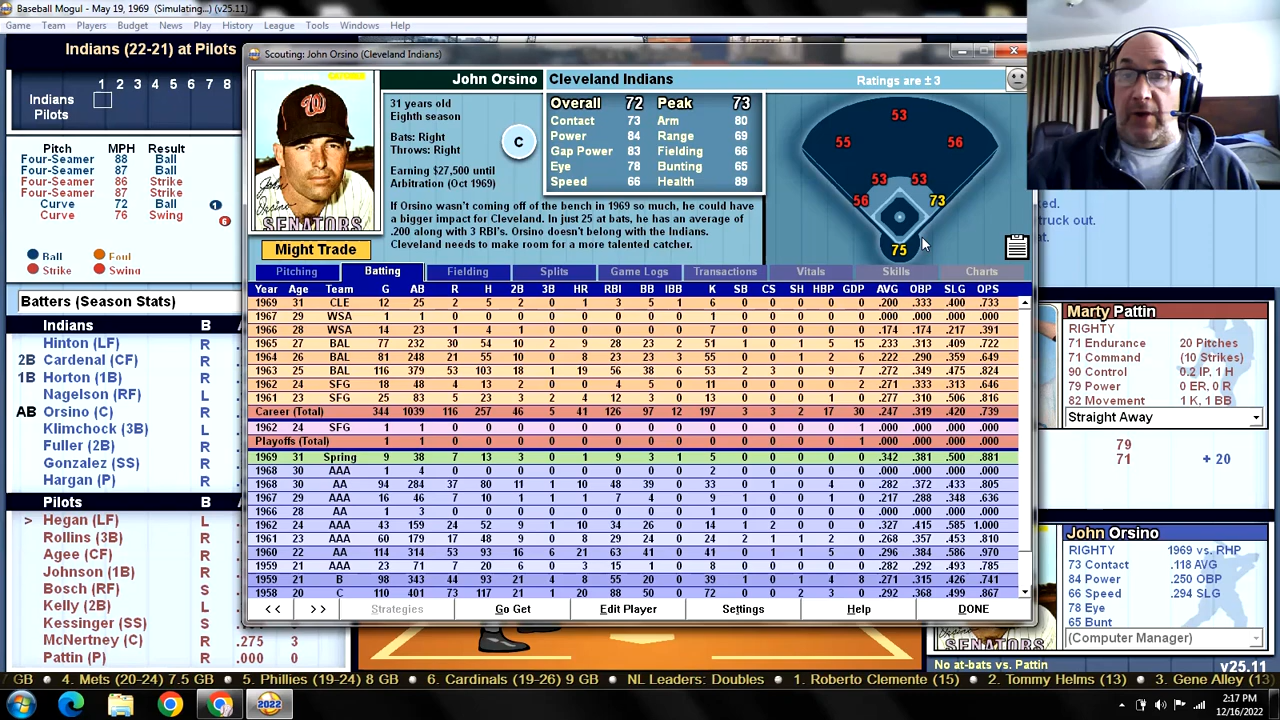 Baseball Mogul - May 19, 1969 (Simulating...) (v25.11)
Game Team Players Budget News Play History League Tools Windows Help
Indians (22-21) at Pilots
1 2 3 4 5 6 7 8
Indians
Pilots
Pitch MPH Result
Four-Seamer 88 Ball
Four-Seamer 87 Ball
Four-Seamer 86 Strike
Four-Seamer 87 Strike
Curve 72 Ball 1
Curve 76 Swing 6
Ball Foul
Strike Swing
Batters (Season Stats)
Indians B
Hinton (LF) R
2B Cardenal (CF) R
1B Horton (1B) R
Nagelson (RF) L
AB Orsino (C) R
Klimchock (3B) L
Fuller (2B) R
Gonzalez (SS) R
Hargan (P) R
Pilots B
> Hegan (LF) L
Rollins (3B) R
Agee (CF) R
Johnson (1B) R
Bosch (RF) S
Kelly (2B) R
Kessinger (SS) S
McNertney (C) R .275 3
Pattin (P) R .000 0
Scouting: John Orsino (Cleveland Indians)
CATCHER
W
SENATORS
Might Trade
John Orsino
31 years old
Eighth season
Bats: Right
Throws: Right
Earning $27,500 until
Arbitration (Oct 1969)
C
Cleveland Indians
Overall 72 Peak 73
Contact 73 Arm 80
Power 84 Range 69
Gap Power 83 Fielding 66
Eye 78 Bunting 65
Speed 66 Health 89
If Orsino wasn't coming off of the bench in 1969 so much, he could have
a bigger impact for Cleveland. In just 25 at bats, he has an average of
.200 along with 3 RBI's. Orsino doesn't belong with the Indians.
Cleveland needs to make room for a more talented catcher.
Ratings are ± 3
53
55 56
53 53
56 73
75
Pitching Batting Fielding Splits Game Logs Transactions Vitals Skills Charts
Year Age Team G AB R H 2B 3B HR RBI BB IBB K SB CS SH HBP GDP AVG OBP SLG OPS
1969 31 CLE 12 25 2 5 2 0 1 3 5 1 6 0 0 0 0 0 .200 .333 .400 .733
1967 29 WSA 1 1 0 0 0 0 0 0 0 0 1 0 0 0 0 0 .000 .000 .000 .000
1966 28 WSA 14 23 1 4 1 0 0 0 0 0 7 0 0 0 0 0 .174 .174 .217 .391
1965 27 BAL 77 232 30 54 10 2 9 28 23 2 51 1 0 0 5 15 .233 .313 .409 .722
1964 26 BAL 81 248 21 55 10 0 8 23 23 3 55 0 0 1 2 6 .222 .290 .359 .649
1963 25 BAL 116 379 53 103 18 1 19 56 38 6 53 2 3 0 9 7 .272 .349 .475 .824
1962 24 SFG 18 48 4 13 2 0 0 4 5 0 11 0 0 0 0 2 .271 .333 .313 .646
1961 23 SFG 25 83 5 23 3 2 4 12 3 0 13 0 0 1 1 0 .277 .310 .506 .816
Career (Total) 344 1039 116 257 46 5 41 126 97 12 197 3 3 2 17 30 .247 .319 .420 .739
1962 24 SFG 1 1 0 0 0 0 0 0 0 0 0 0 0 0 0 1 .000 .000 .000 .000
Playoffs (Total) 1 1 0 0 0 0 0 0 0 0 0 0 0 0 0 1 .000 .000 .000 .000
1969 31 Spring 9 38 7 13 3 0 1 9 3 1 5 0 0 0 0 0 .342 .381 .500 .881
1968 30 AAA 1 4 0 0 0 0 0 0 0 0 2 0 0 0 0 0 .000 .000 .000 .000
1968 30 AA 94 284 37 80 11 1 10 48 39 0 33 0 1 0 4 8 .282 .372 .433 .805
1967 29 AAA 16 46 7 10 1 1 1 7 4 0 9 1 0 0 1 0 .217 .288 .348 .636
1966 28 AA 1 3 0 0 0 0 0 0 0 0 1 0 0 0 0 0 .000 .000 .000 .000
1962 24 AAA 43 159 24 52 9 1 10 34 26 0 14 1 2 0 0 0 .327 .415 .585 1.000
1961 23 AAA 60 179 17 48 9 0 8 29 24 0 24 2 1 1 2 0 .268 .357 .453 .810
1960 22 AA 114 314 53 93 16 6 21 63 41 0 41 0 1 1 5 0 .296 .384 .586 .970
1959 21 AAA 23 71 7 20 6 0 3 15 1 0 8 0 0 0 0 0 .282 .292 .493 .785
1959 21 B 98 343 44 93 21 4 8 55 20 0 39 1 0 1 4 8 .271 .315 .426 .741
1958 20 C 110 401 73 117 21 1 20 88 50 0 72 0 0 2 3 0 .292 .368 .499 .867
<< >> Strategies Go Get Edit Player Settings Help DONE
ked.
truck out.
at.
Marty Pattin
RIGHTY
71 Endurance 20 Pitches
71 Command (10 Strikes)
90 Control 0.2 IP, 1 H
79 Power 0 ER, 0 R
82 Movement 1 K, 1 BB
Straight Away
79
71 + 20
John Orsino
RIGHTY 1969 vs. RHP
73 Contact .118 AVG
84 Power .250 OBP
66 Speed .294 SLG
78 Eye
65 Bunt
(Computer Manager)
SENATORS
No at-bats vs. Pattin v25.11
GB 4. Mets (20-24) 7.5 GB 5. Phillies (19-24) 8 GB 6. Cardinals (19-26) 9 GB NL Leaders: Doubles 1. Roberto Clemente (15) 2. Tommy Helms (13) 3. Gene Alley (13)
2022
2:17 PM
12/16/2022